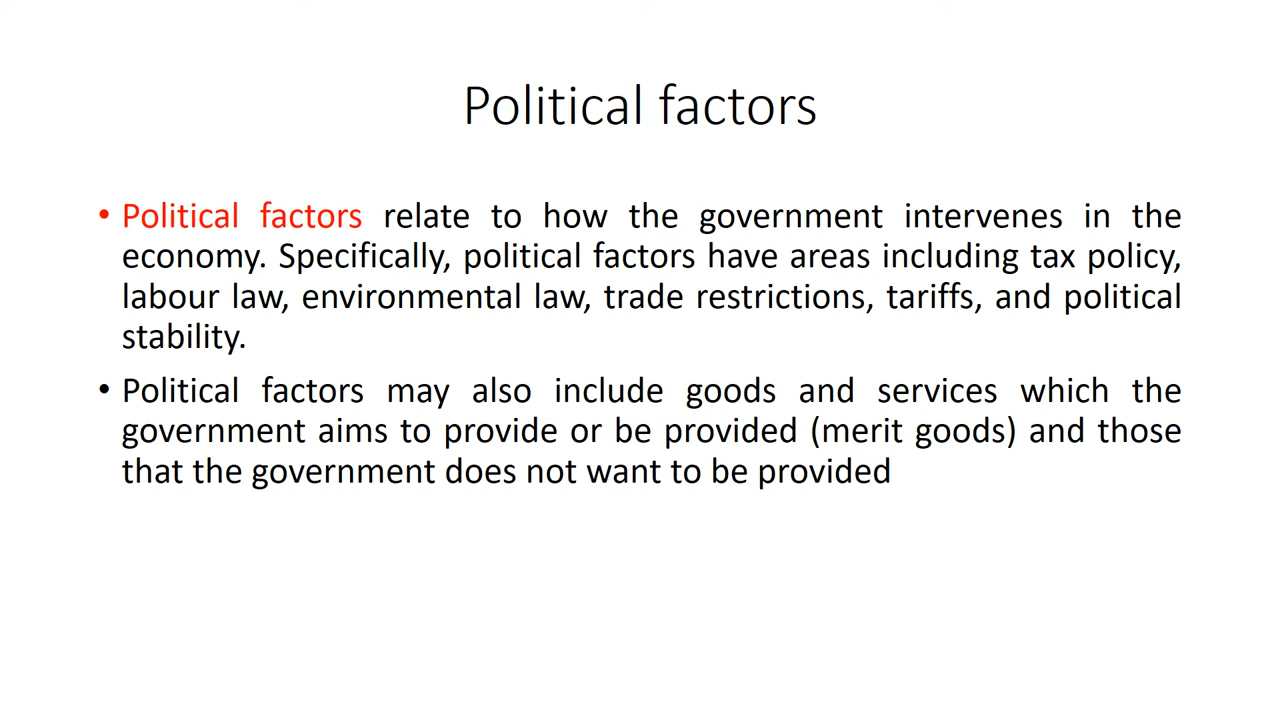 Political factors
• Political factors relate to how the government intervenes in the
economy. Specifically, political factors have areas including tax policy,
labour law, environmental law, trade restrictions, tariffs, and political
stability.
• Political factors may also include goods and services which the
government aims to provide or be provided (merit goods) and those
that the government does not want to be provided